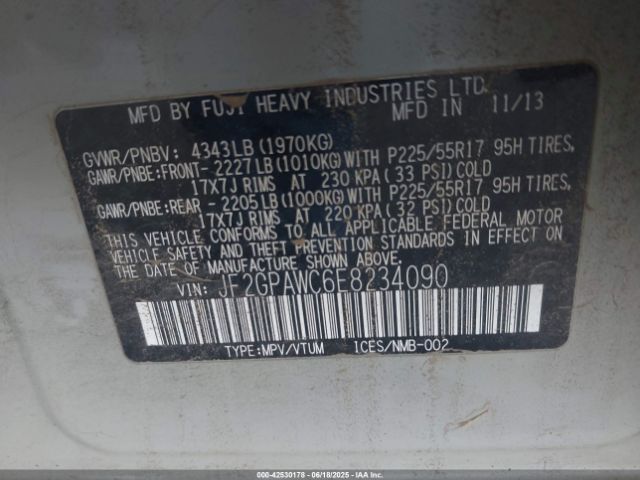 MFD BY FUJI HEAVY INDUSTRIES LTD.
MFD IN 11/13
GVWR/PNBV: 4343LB(1970KG)
GAWR/PNBE:FRONT-2227LB(1010KG)WITH P225/55R17 95H TIRES,
17X7J RIMS AT 230 KPA(33 PSI)COLD
GAWR/PNBE:REAR -2205LB(1000KG)WITH P225/55R17 95H TIRES,
17X7J RIMS AT 220 KPA(32 PSI)COLD
THIS VEHICLE CONFORMS TO ALL APPLICABLE FEDERAL MOTOR
VEHICLE SAFETY AND THEFT PREVENTION STANDARDS IN EFFECT ON
THE DATE OF MANUFACTURE SHOWN ABOVE.
VIN: JF2GPAWC6E8234090
TYPE:MPV/VTUM ICES/NMB-002
000-42530178 - 06/18/2025 - IAAI.COM